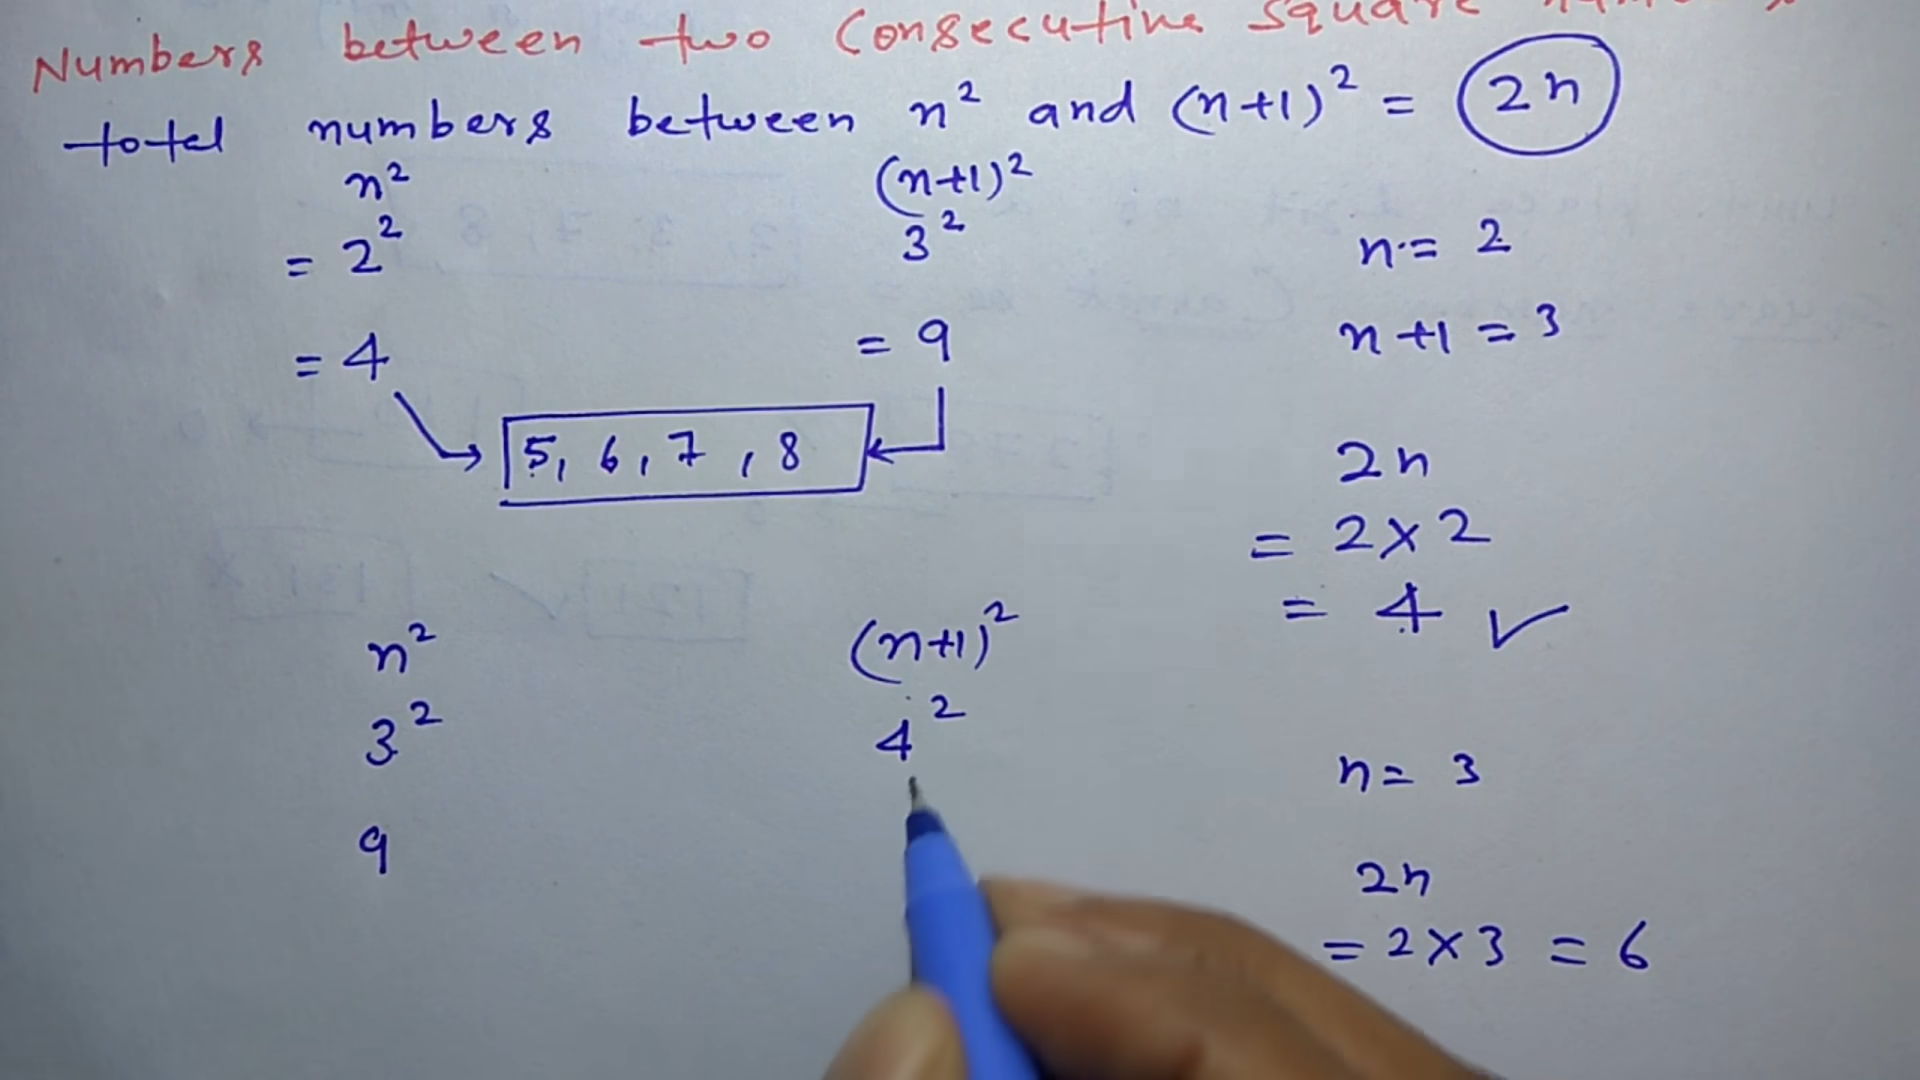 Numbers between two Consecutive Square
total numbers between n² and (n+1)² = 2n
n² (n+1)²
= 2² 3²
= 4 = 9
5, 6, 7, 8
n = 2
n+1 = 3
2n
= 2×2
= 4 ✓
n² (n+1)²
3² 4²
9
n = 3
2n
= 2×3 = 6